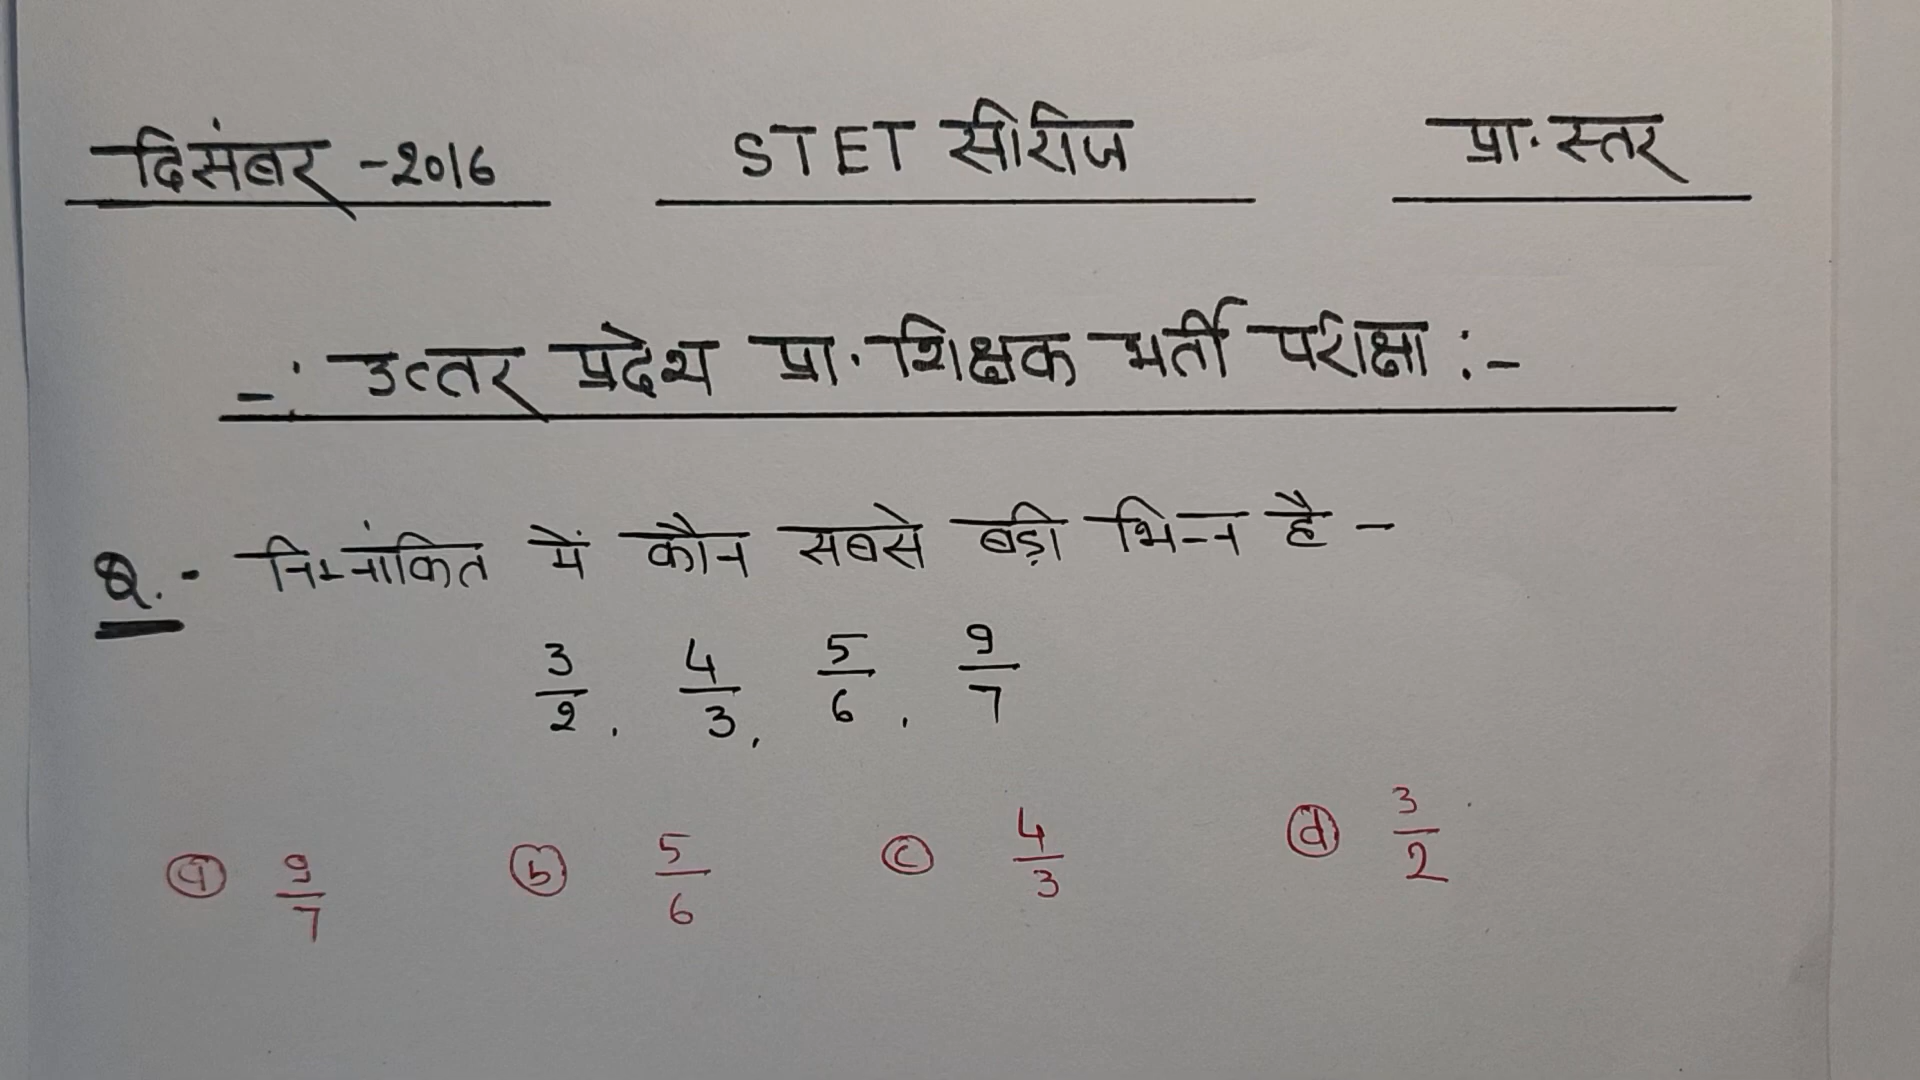 दिसंबर -2016 STET सीरीज प्रा. स्तर
-: उत्तर प्रदेश प्रा. शिक्षक भर्ती परीक्षा :-
Q.- निम्नांकित में कौन सबसे बड़ी भिन्न है -
3/2, 4/3, 5/6, 9/7
(a) 9/7 (b) 5/6 (c) 4/3 (d) 3/2